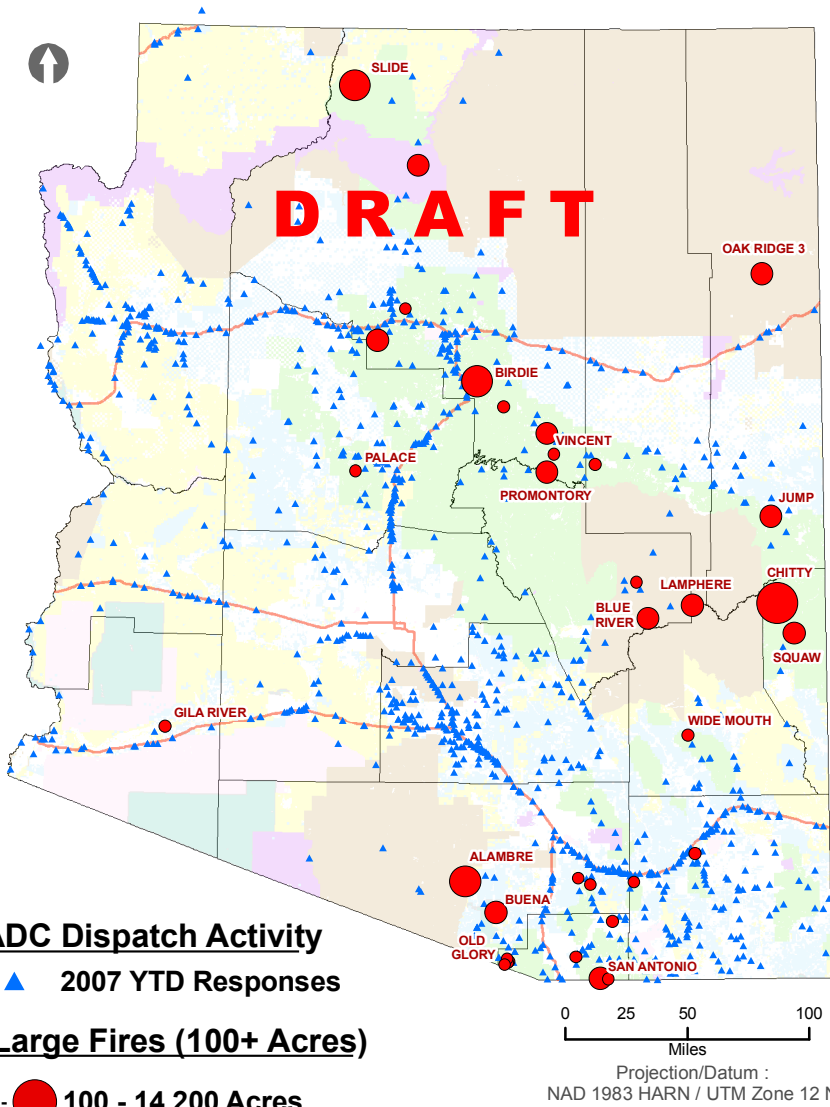 SLIDE
DRAFT
OAK RIDGE 3
BIRDIE
VINCENT
PALACE
PROMONTORY
JUMP
CHITTY
LAMPHERE
BLUE
RIVER
SQUAW
GILA RIVER
WIDE MOUTH
ALAMBRE
BUENA
OLD
GLORY
SAN ANTONIO
ADC Dispatch Activity
2007 YTD Responses
Large Fires (100+ Acres)
- 100 - 14,200 Acres
0 25 50 100
Miles
Projection/Datum :
NAD 1983 HARN / UTM Zone 12 N